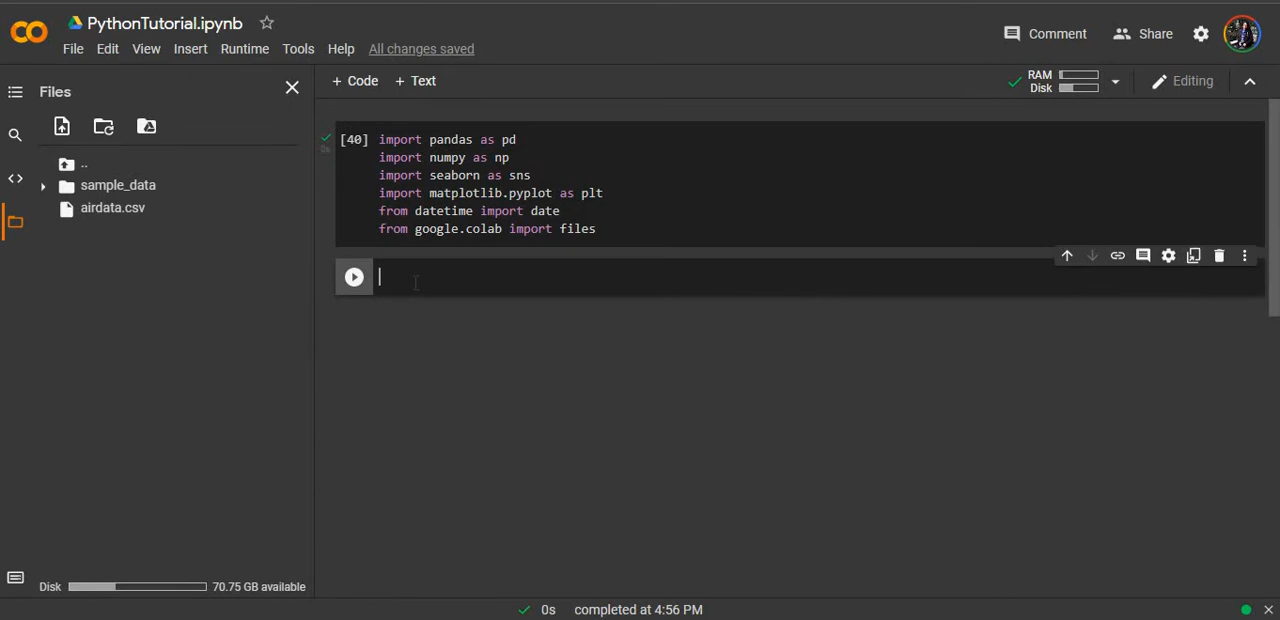 PythonTutorial.ipynb
Comment
Share
File Edit View Insert Runtime Tools Help All changes saved
Files
+ Code + Text
RAM
Disk
Editing
..
sample_data
airdata.csv
[40] import pandas as pd
import numpy as np
import seaborn as sns
import matplotlib.pyplot as plt
from datetime import date
from google.colab import files
0s
Disk 70.75 GB available
0s completed at 4:56 PM